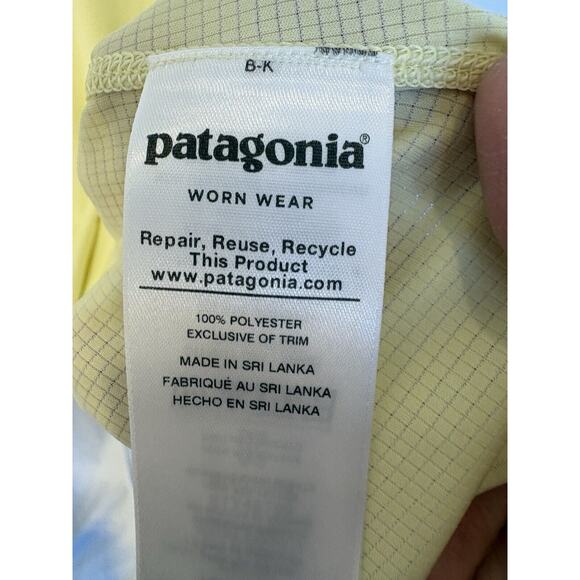 B-K
patagonia®
WORN WEAR
Repair, Reuse, Recycle
This Product
www.patagonia.com
100% POLYESTER
EXCLUSIVE OF TRIM
MADE IN SRI LANKA
FABRIQUÉ AU SRI LANKA
HECHO EN SRI LANKA